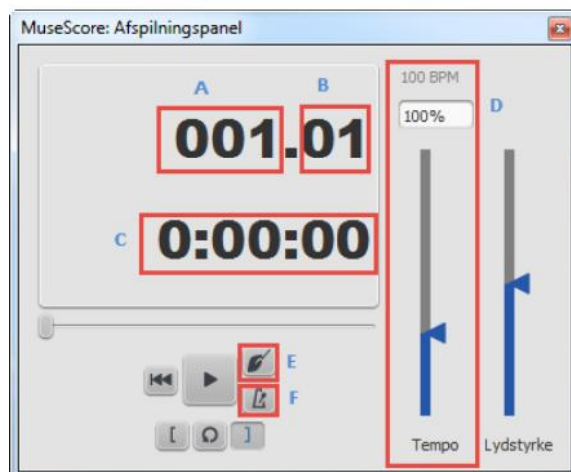 MuseScore: Afspilningspanel
A
B
100 BPM
001.01
100%
D
C
0:00:00
E
F
[ ]
Tempo
Lydstyrke